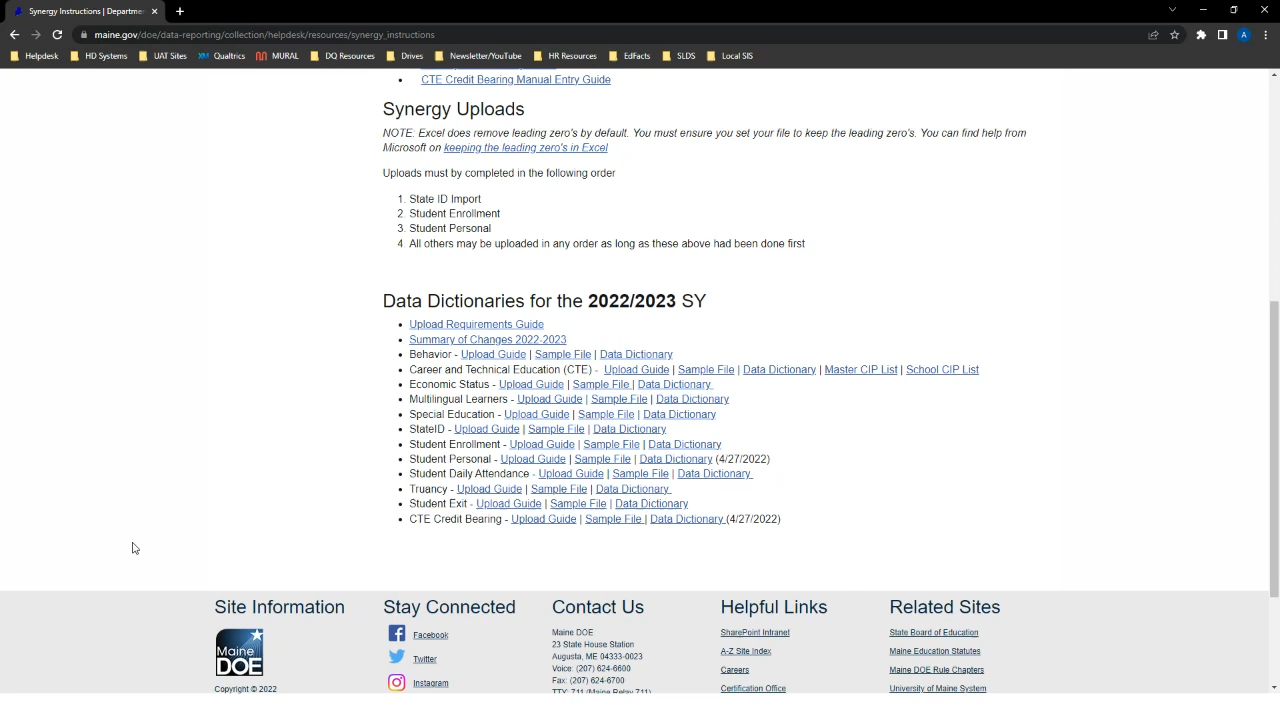 Synergy Instructions | Departme
maine.gov/doe/data-reporting/collection/helpdesk/resources/synergy_instructions
A
Helpdesk HD Systems UAT Sites XM Qualtrics MURAL DQ Resources Drives Newsletter/YouTube HR Resources EdFacts SLDS Local SIS
CTE Credit Bearing Manual Entry Guide
Synergy Uploads
NOTE: Excel does remove leading zero's by default. You must ensure you set your file to keep the leading zero's. You can find help from
Microsoft on keeping the leading zero's in Excel
Uploads must by completed in the following order
1. State ID Import
2. Student Enrollment
3. Student Personal
4. All others may be uploaded in any order as long as these above had been done first
Data Dictionaries for the 2022/2023 SY
Upload Requirements Guide
Summary of Changes 2022-2023
Behavior - Upload Guide | Sample File | Data Dictionary
Career and Technical Education (CTE) - Upload Guide | Sample File | Data Dictionary | Master CIP List | School CIP List
Economic Status - Upload Guide | Sample File | Data Dictionary
Multilingual Learners - Upload Guide | Sample File | Data Dictionary
Special Education - Upload Guide | Sample File | Data Dictionary
StateID - Upload Guide | Sample File | Data Dictionary
Student Enrollment - Upload Guide | Sample File | Data Dictionary
Student Personal - Upload Guide | Sample File | Data Dictionary (4/27/2022)
Student Daily Attendance - Upload Guide | Sample File | Data Dictionary
Truancy - Upload Guide | Sample File | Data Dictionary
Student Exit - Upload Guide | Sample File | Data Dictionary
CTE Credit Bearing - Upload Guide | Sample File | Data Dictionary (4/27/2022)
Site Information
Maine
DOE
Copyright © 2022
Stay Connected
Facebook
Twitter
Instagram
Contact Us
Maine DOE
23 State House Station
Augusta, ME 04333-0023
Voice: (207) 624-6600
Fax: (207) 624-6700
TTY: 711 (Maine Relay 711)
Helpful Links
SharePoint Intranet
A-Z Site Index
Careers
Certification Office
Related Sites
State Board of Education
Maine Education Statutes
Maine DOE Rule Chapters
University of Maine System